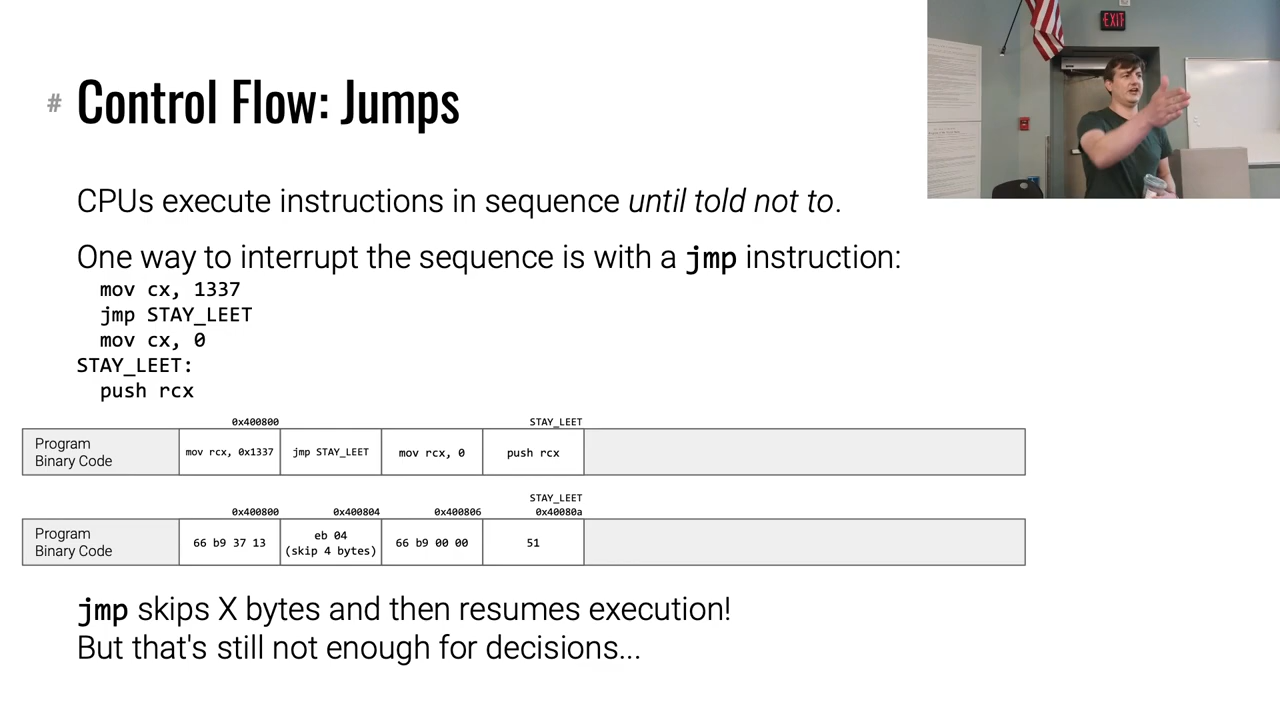 # Control Flow: Jumps
EXIT
CPUs execute instructions in sequence until told not to.
One way to interrupt the sequence is with a jmp instruction:
mov cx, 1337
jmp STAY_LEET
mov cx, 0
STAY_LEET:
push rcx
0x400800 STAY_LEET
Program
Binary Code
mov rcx, 0x1337 jmp STAY_LEET mov rcx, 0 push rcx
STAY_LEET
0x400800 0x400804 0x400806 0x40080a
Program
Binary Code
66 b9 37 13 eb 04 66 b9 00 00 51
(skip 4 bytes)
jmp skips X bytes and then resumes execution!
But that's still not enough for decisions...